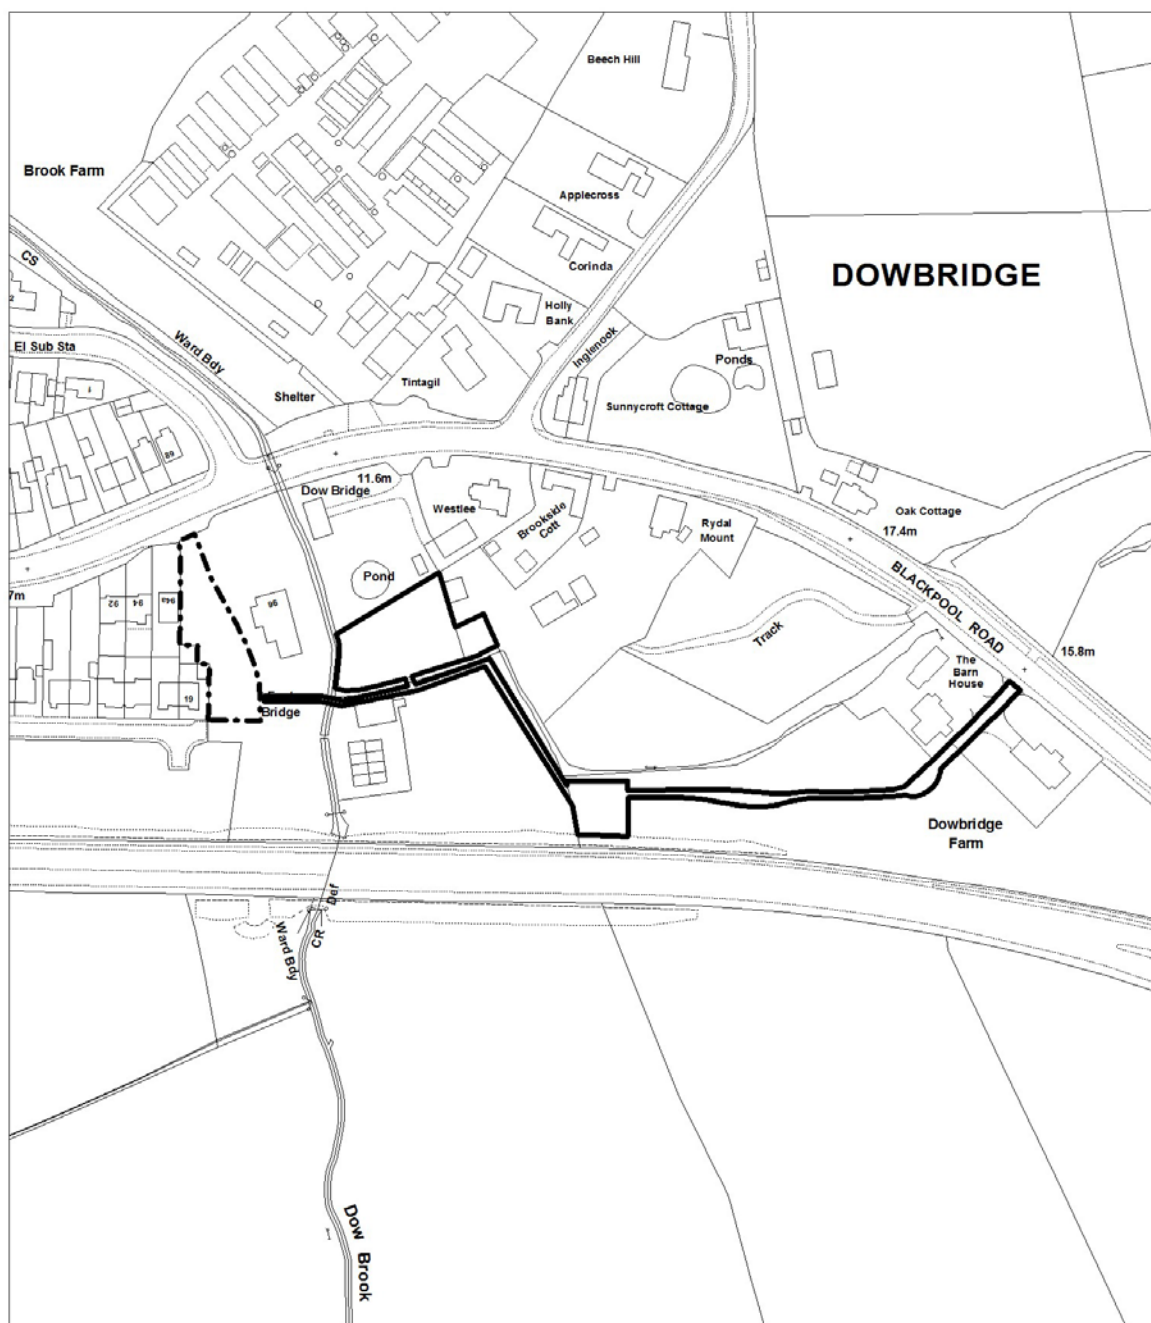 Beech Hill
Brook Farm
Applecross
CS
Corinda
DOWBRIDGE
2
Holly
Bank
Ward Bdy
El Sub Sta
Inglenook
Ponds
1
Tintagil
Shelter
Sunnycroft Cottage
89
11.6m
Dow Bridge
Westlee
Brookside
Cott
Oak Cottage
Rydal
Mount
17.4m
BLACKPOOL ROAD
Pond
7m
92
94
94a
96
Track
15.8m
The
Barn
House
19
Bridge
Dowbridge
Farm
Def
CR
Ward Bdy
Dow Brook